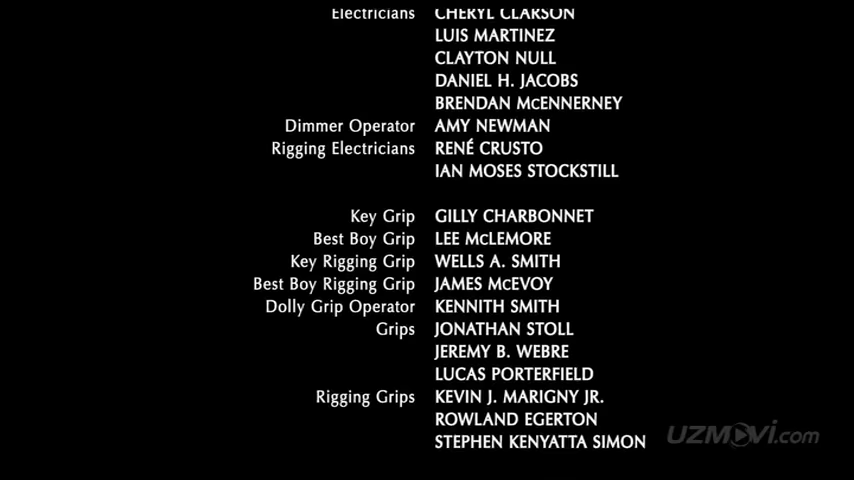 Electricians CHERYL CLARSON
LUIS MARTINEZ
CLAYTON NULL
DANIEL H. JACOBS
BRENDAN McENNERNEY
Dimmer Operator AMY NEWMAN
Rigging Electricians RENÉ CRUSTO
IAN MOSES STOCKSTILL
Key Grip GILLY CHARBONNET
Best Boy Grip LEE McLEMORE
Key Rigging Grip WELLS A. SMITH
Best Boy Rigging Grip JAMES McEVOY
Dolly Grip Operator KENNITH SMITH
Grips JONATHAN STOLL
JEREMY B. WEBRE
LUCAS PORTERFIELD
Rigging Grips KEVIN J. MARIGNY JR.
ROWLAND EGERTON
STEPHEN KENYATTA SIMON
UZMOVi.com